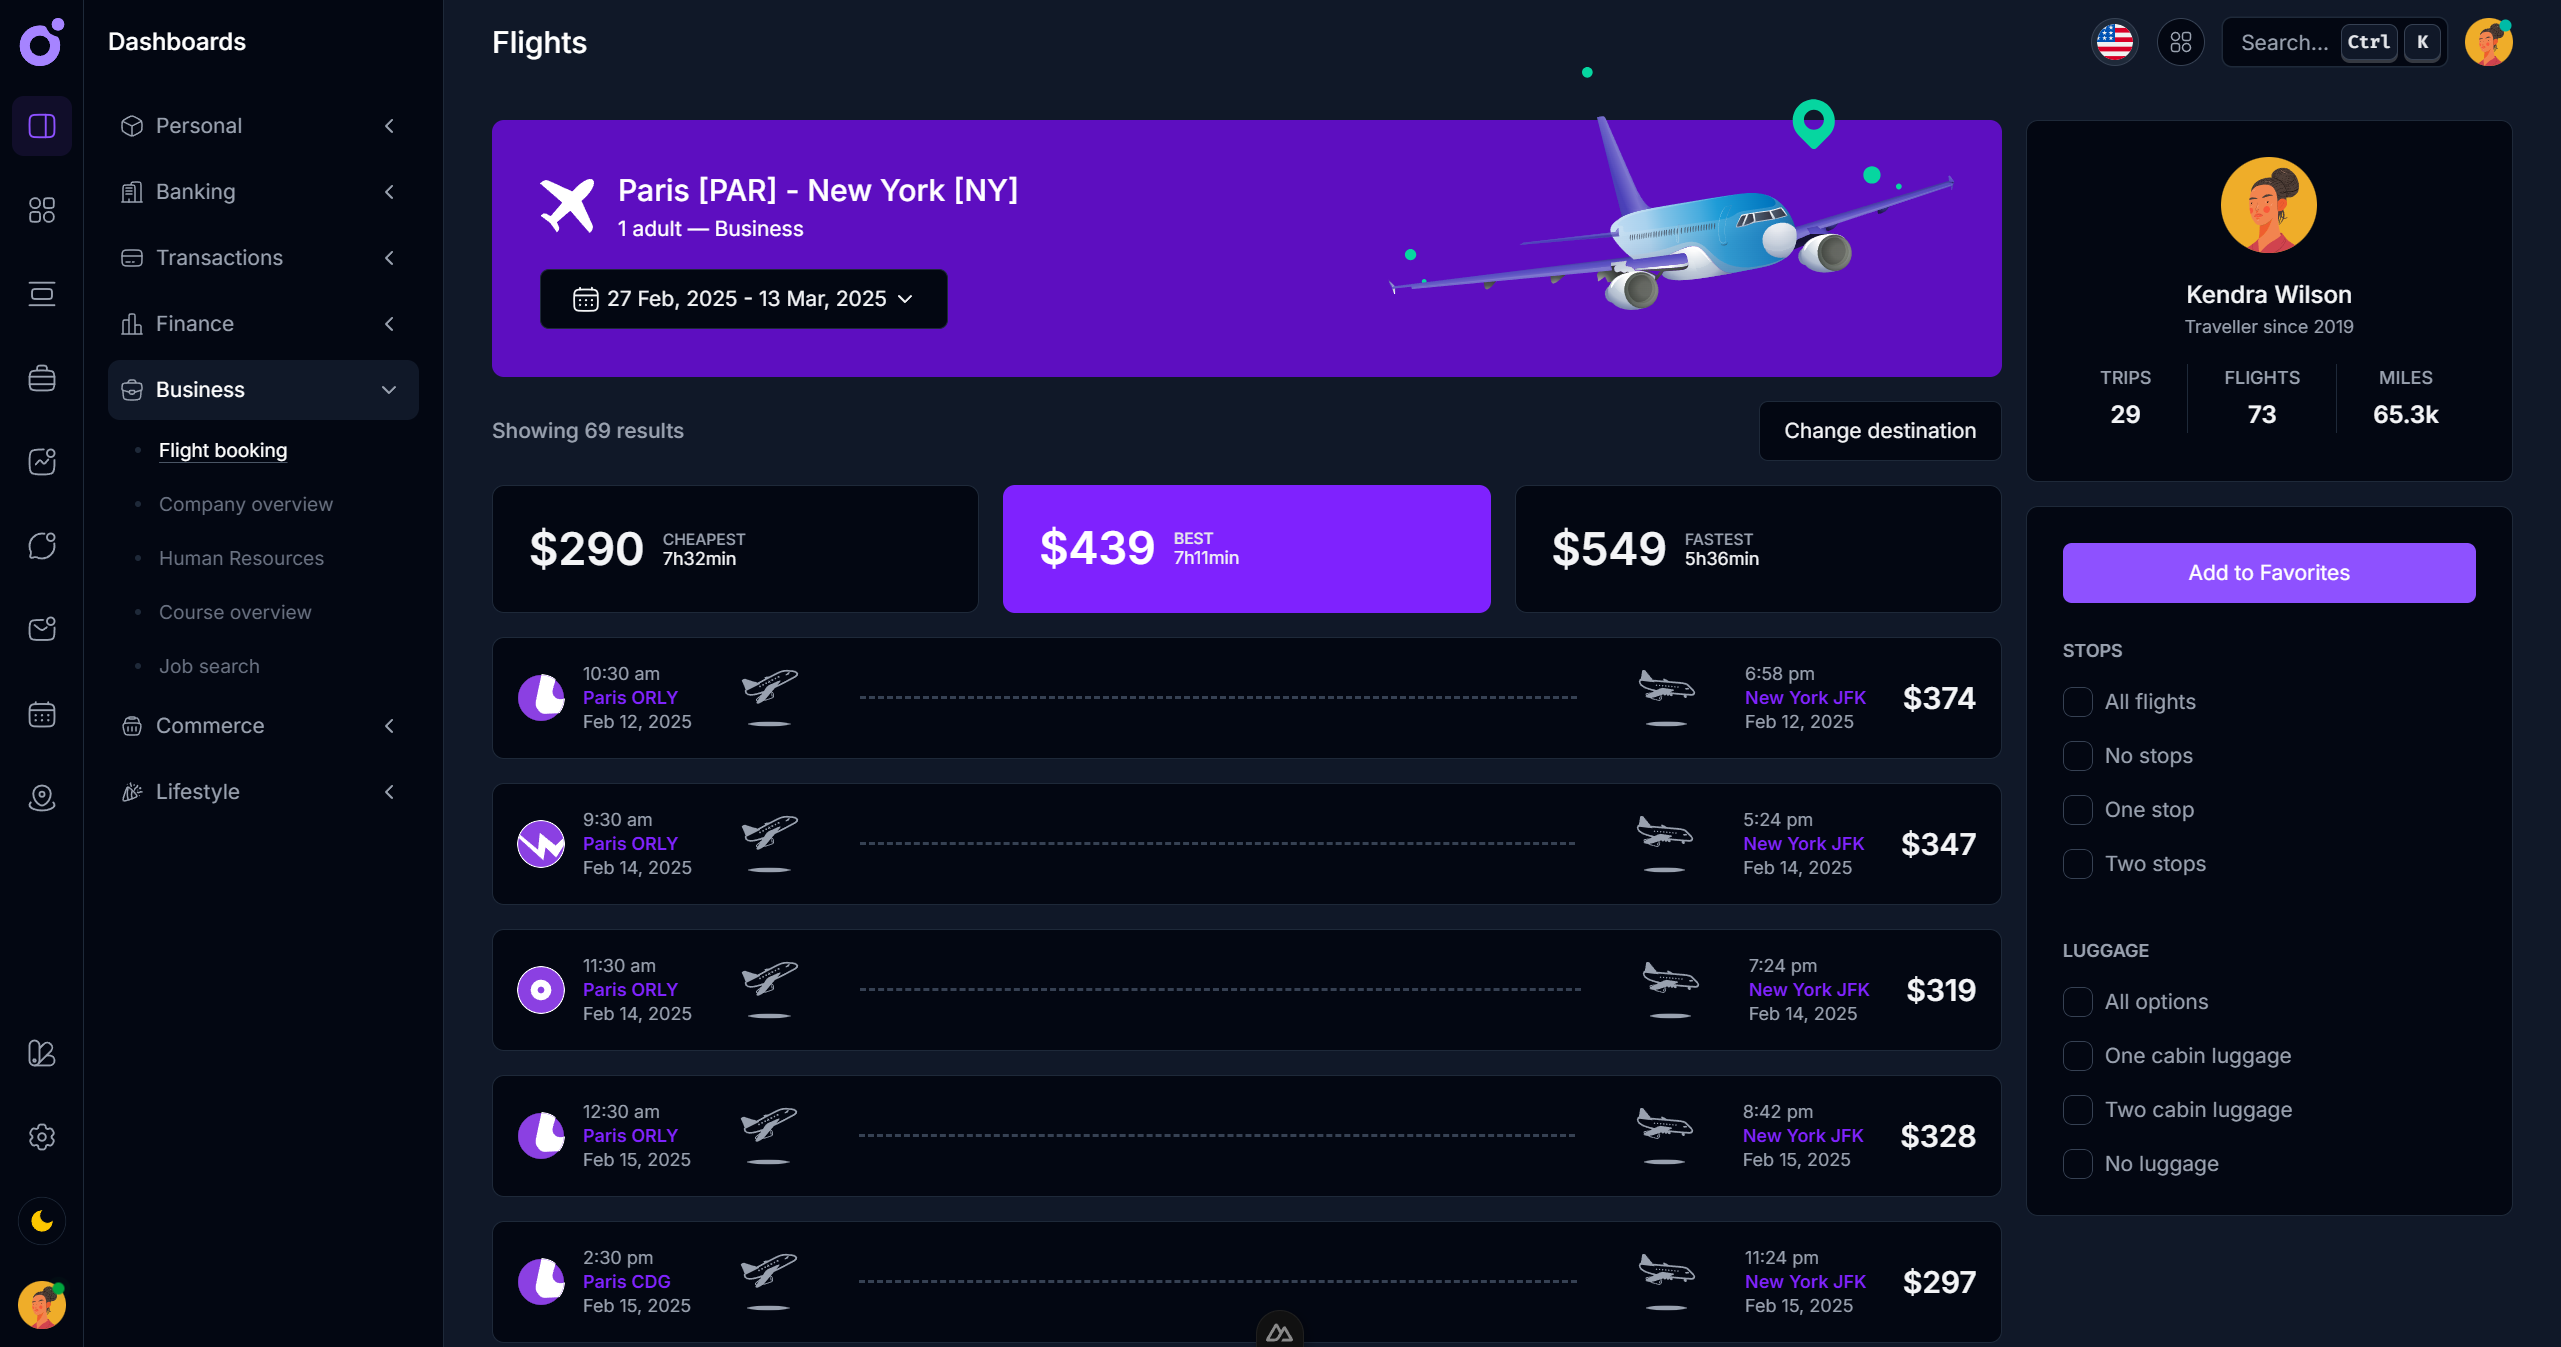 Dashboards
Personal
Banking
Transactions
Finance
Business
Flight booking
Company overview
Human Resources
Course overview
Job search
Commerce
Lifestyle
Flights
Search...
Ctrl
K
Paris [PAR] - New York [NY]
1 adult — Business
27 Feb, 2025 - 13 Mar, 2025
Showing 69 results
Change destination
$290
CHEAPEST
7h32min
$439
BEST
7h11min
$549
FASTEST
5h36min
10:30 am
Paris ORLY
Feb 12, 2025
6:58 pm
New York JFK
Feb 12, 2025
$374
9:30 am
Paris ORLY
Feb 14, 2025
5:24 pm
New York JFK
Feb 14, 2025
$347
11:30 am
Paris ORLY
Feb 14, 2025
7:24 pm
New York JFK
Feb 14, 2025
$319
12:30 am
Paris ORLY
Feb 15, 2025
8:42 pm
New York JFK
Feb 15, 2025
$328
2:30 pm
Paris CDG
Feb 15, 2025
11:24 pm
New York JFK
Feb 15, 2025
$297
Kendra Wilson
Traveller since 2019
TRIPS
29
FLIGHTS
73
MILES
65.3k
Add to Favorites
STOPS
All flights
No stops
One stop
Two stops
LUGGAGE
All options
One cabin luggage
Two cabin luggage
No luggage